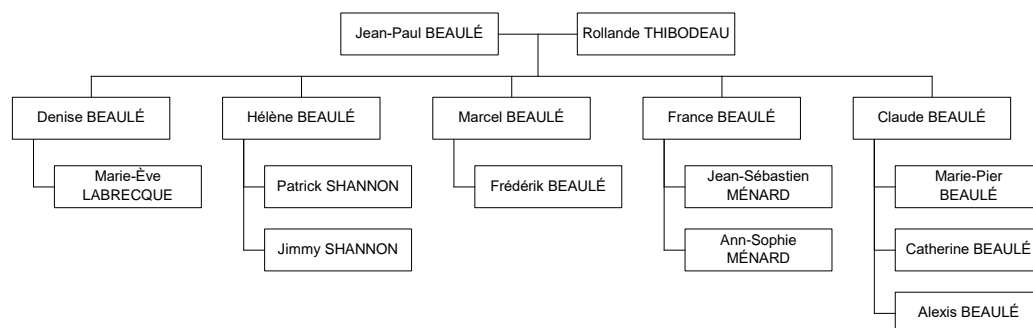 Jean-Paul BEAULÉ
Rollande THIBODEAU
Denise BEAULÉ
Hélène BEAULÉ
Marcel BEAULÉ
France BEAULÉ
Claude BEAULÉ
Marie-Ève
LABRECQUE
Patrick SHANNON
Frédérik BEAULÉ
Jean-Sébastien
MÉNARD
Marie-Pier
BEAULÉ
Jimmy SHANNON
Ann-Sophie
MÉNARD
Catherine BEAULÉ
Alexis BEAULÉ